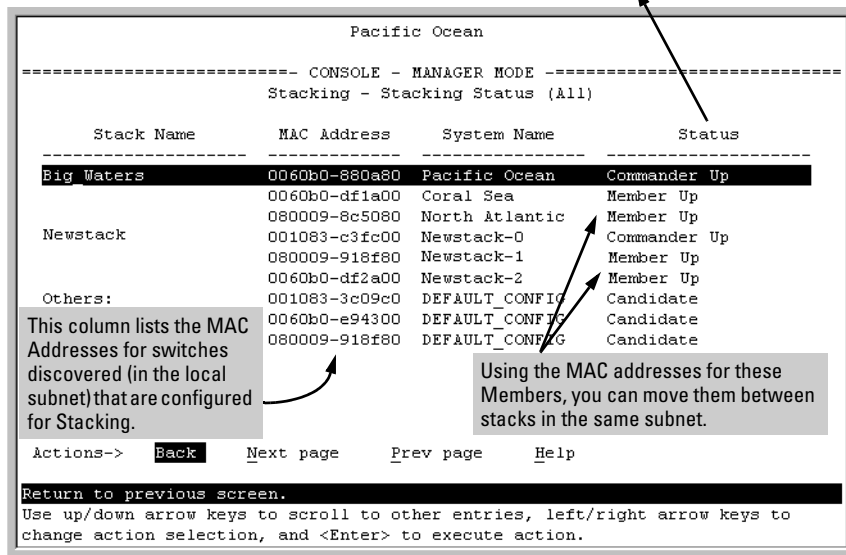 Pacific Ocean
==========================- CONSOLE - MANAGER MODE -============================
Stacking - Stacking Status (All)
Stack Name MAC Address System Name Status
-------------------- ------------ ---------------- --------------------
Big_Waters 0060b0-880a80 Pacific Ocean Commander Up
0060b0-df1a00 Coral Sea Member Up
080009-8c5080 North Atlantic Member Up
Newstack 001083-c3fc00 Newstack-0 Commander Up
080009-918f80 Newstack-1 Member Up
0060b0-df2a00 Newstack-2 Member Up
Others: 001083-3c09c0 DEFAULT_CONFIG Candidate
0060b0-e94300 DEFAULT_CONFIG Candidate
080009-918f80 DEFAULT_CONFIG Candidate
This column lists the MAC
Addresses for switches
discovered (in the local
subnet) that are configured
for Stacking.
Using the MAC addresses for these
Members, you can move them between
stacks in the same subnet.
Actions-> Back Next page Prev page Help
Return to previous screen.
Use up/down arrow keys to scroll to other entries, left/right arrow keys to
change action selection, and <Enter> to execute action.